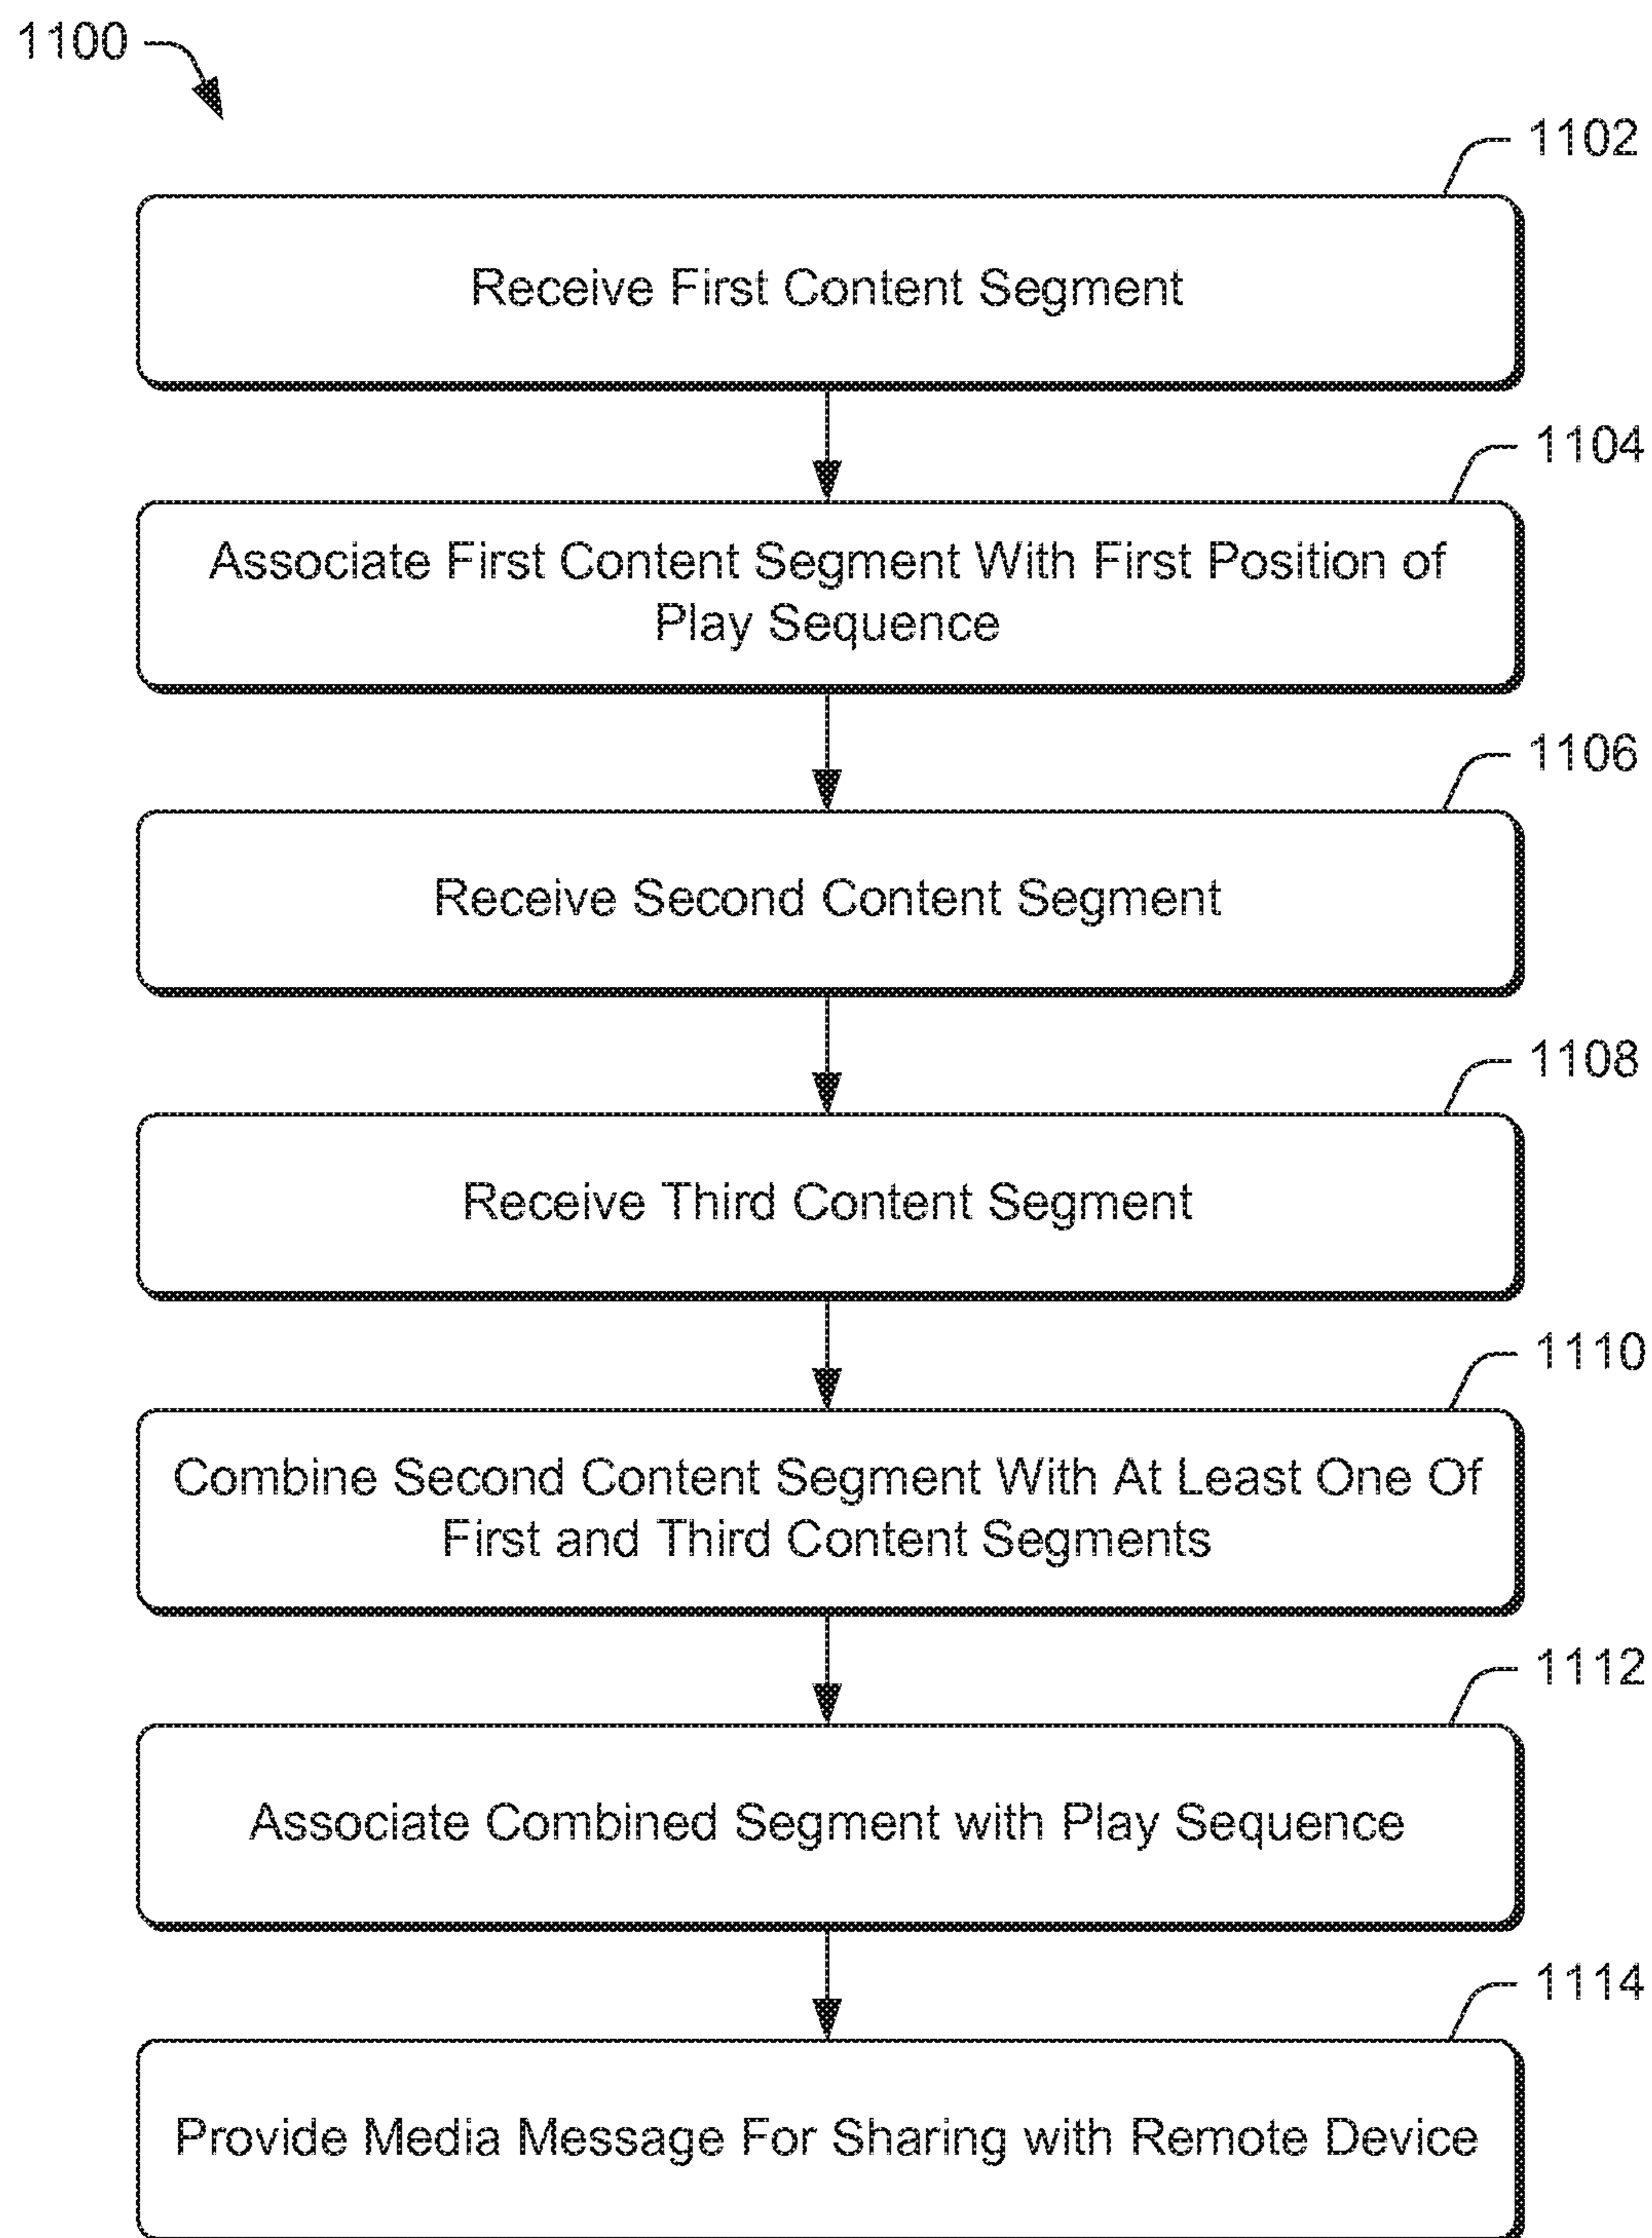 1100
1102
Receive First Content Segment
1104
Associate First Content Segment With First Position of
Play Sequence
1106
Receive Second Content Segment
1108
Receive Third Content Segment
1110
Combine Second Content Segment With At Least One Of
First and Third Content Segments
1112
Associate Combined Segment with Play Sequence
1114
Provide Media Message For Sharing with Remote Device